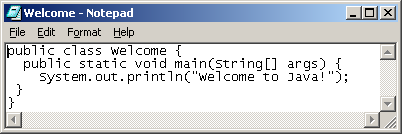 Welcome - Notepad
File Edit Format Help
public class Welcome {
  public static void main(String[] args) {
    System.out.println("Welcome to Java!");
  }
}